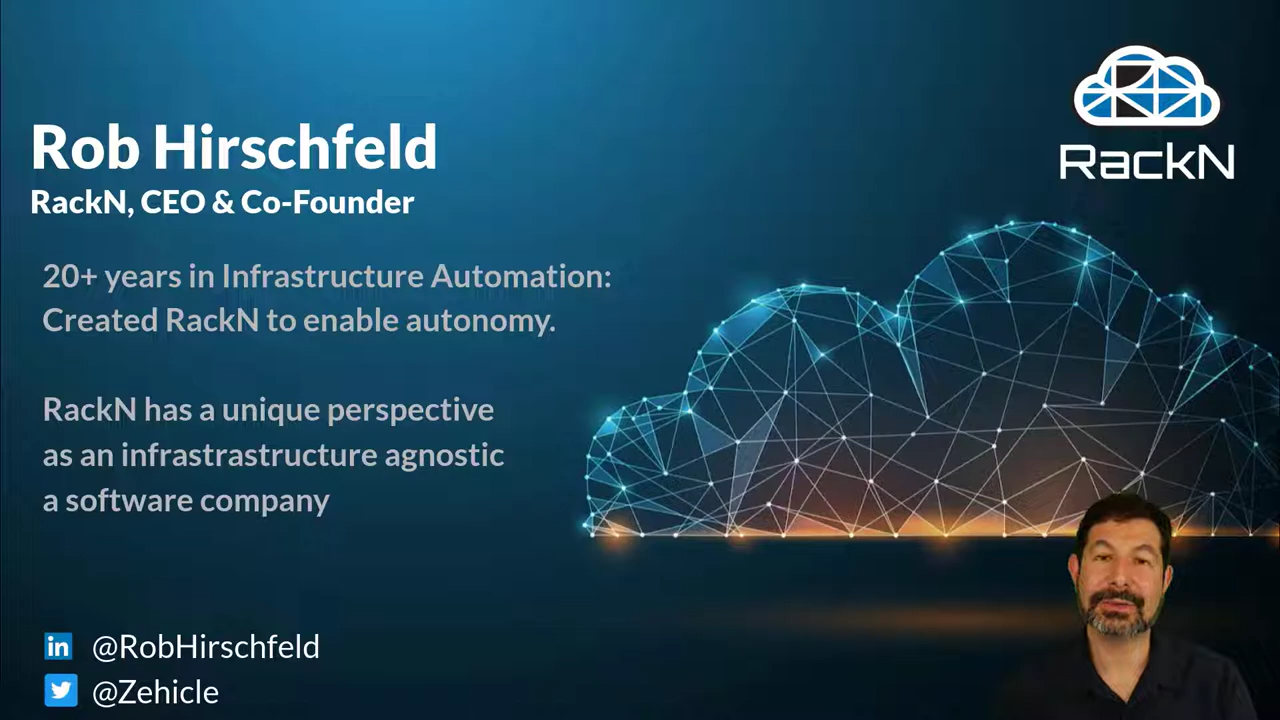 Rob Hirschfeld
RackN, CEO & Co-Founder
RackN
20+ years in Infrastructure Automation:
Created RackN to enable autonomy.
RackN has a unique perspective
as an infrastrastructure agnostic
a software company
in @RobHirschfeld
@Zehicle